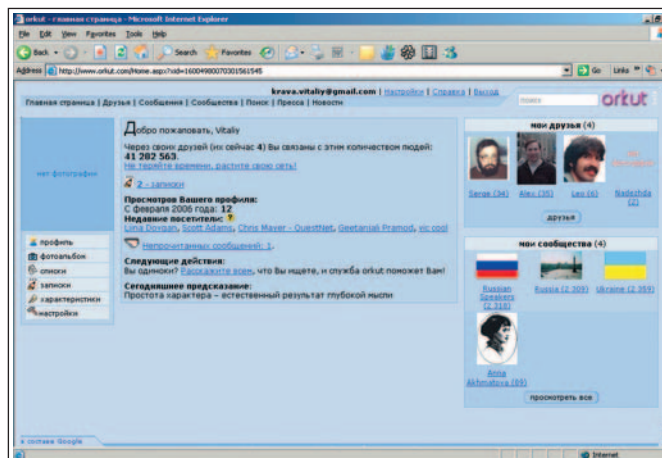 orkut - главная страница - Microsoft Internet Explorer
File Edit View Favorites Tools Help
Back Search Favorites
Address http://www.orkut.com/Home.aspx?xid=16004980070301561545 Go Links
krava.vitaliy@gmail.com | Настройки | Справка | Выход
Главная страница | Друзья | Сообщения | Сообщества | Поиск | Пресса | Новости
поиск
orkut
нет фотографии
профиль
фотоальбом
списки
записки
характеристики
настройки
Добро пожаловать, Vitaliy
Через своих друзей (их сейчас 4) Вы связаны с этим количеством людей:
41 202 563.
Не теряйте времени, растите свою сеть!
2 - записки
Просмотров Вашего профиля:
С февраля 2006 года: 12
Недавние посетители: ?
Lima Dovgan, Scott Adams, Chris Mayer - QuestNet, Geetanjali Pramod, eic cool
Непрочитанных сообщений: 1.
Следующие действия:
Вы одиноки? Расскажите всем, что Вы ищете, и служба orkut поможет Вам!
Сегодняшнее предсказание:
Простота характера – естественный результат глубокой мысли
мои друзья (4)
Serge (34) Alex (35) Leo (6) Nadezhda
(2)
друзья
мои сообщества (4)
Russian Russia (2 309) Ukraine (2 359)
Speakers
(2 318)
Anna
Akhmatova (89)
просмотреть все
в составе Google
Internet